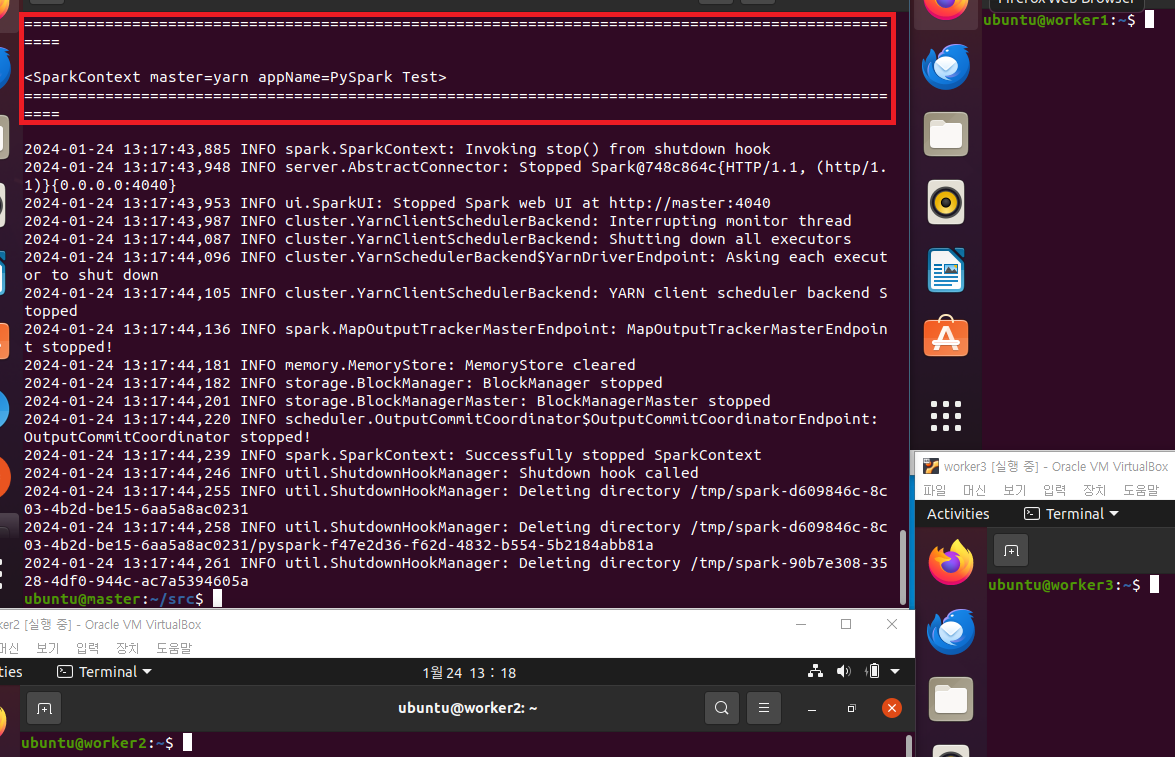 ================================================================================================
====
<SparkContext master=yarn appName=PySpark Test>
================================================================================================
====
2024-01-24 13:17:43,885 INFO spark.SparkContext: Invoking stop() from shutdown hook
2024-01-24 13:17:43,948 INFO server.AbstractConnector: Stopped Spark@748c864c{HTTP/1.1, (http/1.
1)}{0.0.0.0:4040}
2024-01-24 13:17:43,953 INFO ui.SparkUI: Stopped Spark web UI at http://master:4040
2024-01-24 13:17:43,987 INFO cluster.YarnClientSchedulerBackend: Interrupting monitor thread
2024-01-24 13:17:44,087 INFO cluster.YarnClientSchedulerBackend: Shutting down all executors
2024-01-24 13:17:44,096 INFO cluster.YarnSchedulerBackend$YarnDriverEndpoint: Asking each execut
or to shut down
2024-01-24 13:17:44,105 INFO cluster.YarnClientSchedulerBackend: YARN client scheduler backend S
topped
2024-01-24 13:17:44,136 INFO spark.MapOutputTrackerMasterEndpoint: MapOutputTrackerMasterEndpoin
t stopped!
2024-01-24 13:17:44,181 INFO memory.MemoryStore: MemoryStore cleared
2024-01-24 13:17:44,182 INFO storage.BlockManager: BlockManager stopped
2024-01-24 13:17:44,201 INFO storage.BlockManagerMaster: BlockManagerMaster stopped
2024-01-24 13:17:44,220 INFO scheduler.OutputCommitCoordinator$OutputCommitCoordinatorEndpoint:
OutputCommitCoordinator stopped!
2024-01-24 13:17:44,239 INFO spark.SparkContext: Successfully stopped SparkContext
2024-01-24 13:17:44,246 INFO util.ShutdownHookManager: Shutdown hook called
2024-01-24 13:17:44,255 INFO util.ShutdownHookManager: Deleting directory /tmp/spark-d609846c-8c
03-4b2d-be15-6aa5a8ac0231
2024-01-24 13:17:44,258 INFO util.ShutdownHookManager: Deleting directory /tmp/spark-d609846c-8c
03-4b2d-be15-6aa5a8ac0231/pyspark-f47e2d36-f62d-4832-b554-5b2184abb81a
2024-01-24 13:17:44,261 INFO util.ShutdownHookManager: Deleting directory /tmp/spark-90b7e308-35
28-4df0-944c-ac7a5394605a
ubuntu@master:~/src$
Firefox Web Browser
ubuntu@worker1:~$
worker3 [실행 중] - Oracle VM VirtualBox
파일 머신 보기 입력 장치 도움말
Activities Terminal
ubuntu@worker3:~$
ker2 [실행 중] - Oracle VM VirtualBox
머신 보기 입력 장치 도움말
ties Terminal 1월 24 13 : 18
ubuntu@worker2: ~
ubuntu@worker2:~$